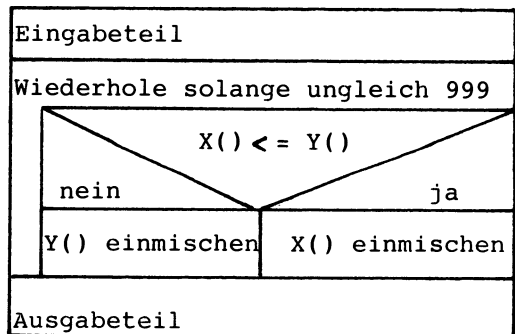 Eingabeteil
Wiederhole solange ungleich 999
X() <= Y()
nein ja
Y() einmischen X() einmischen
Ausgabeteil